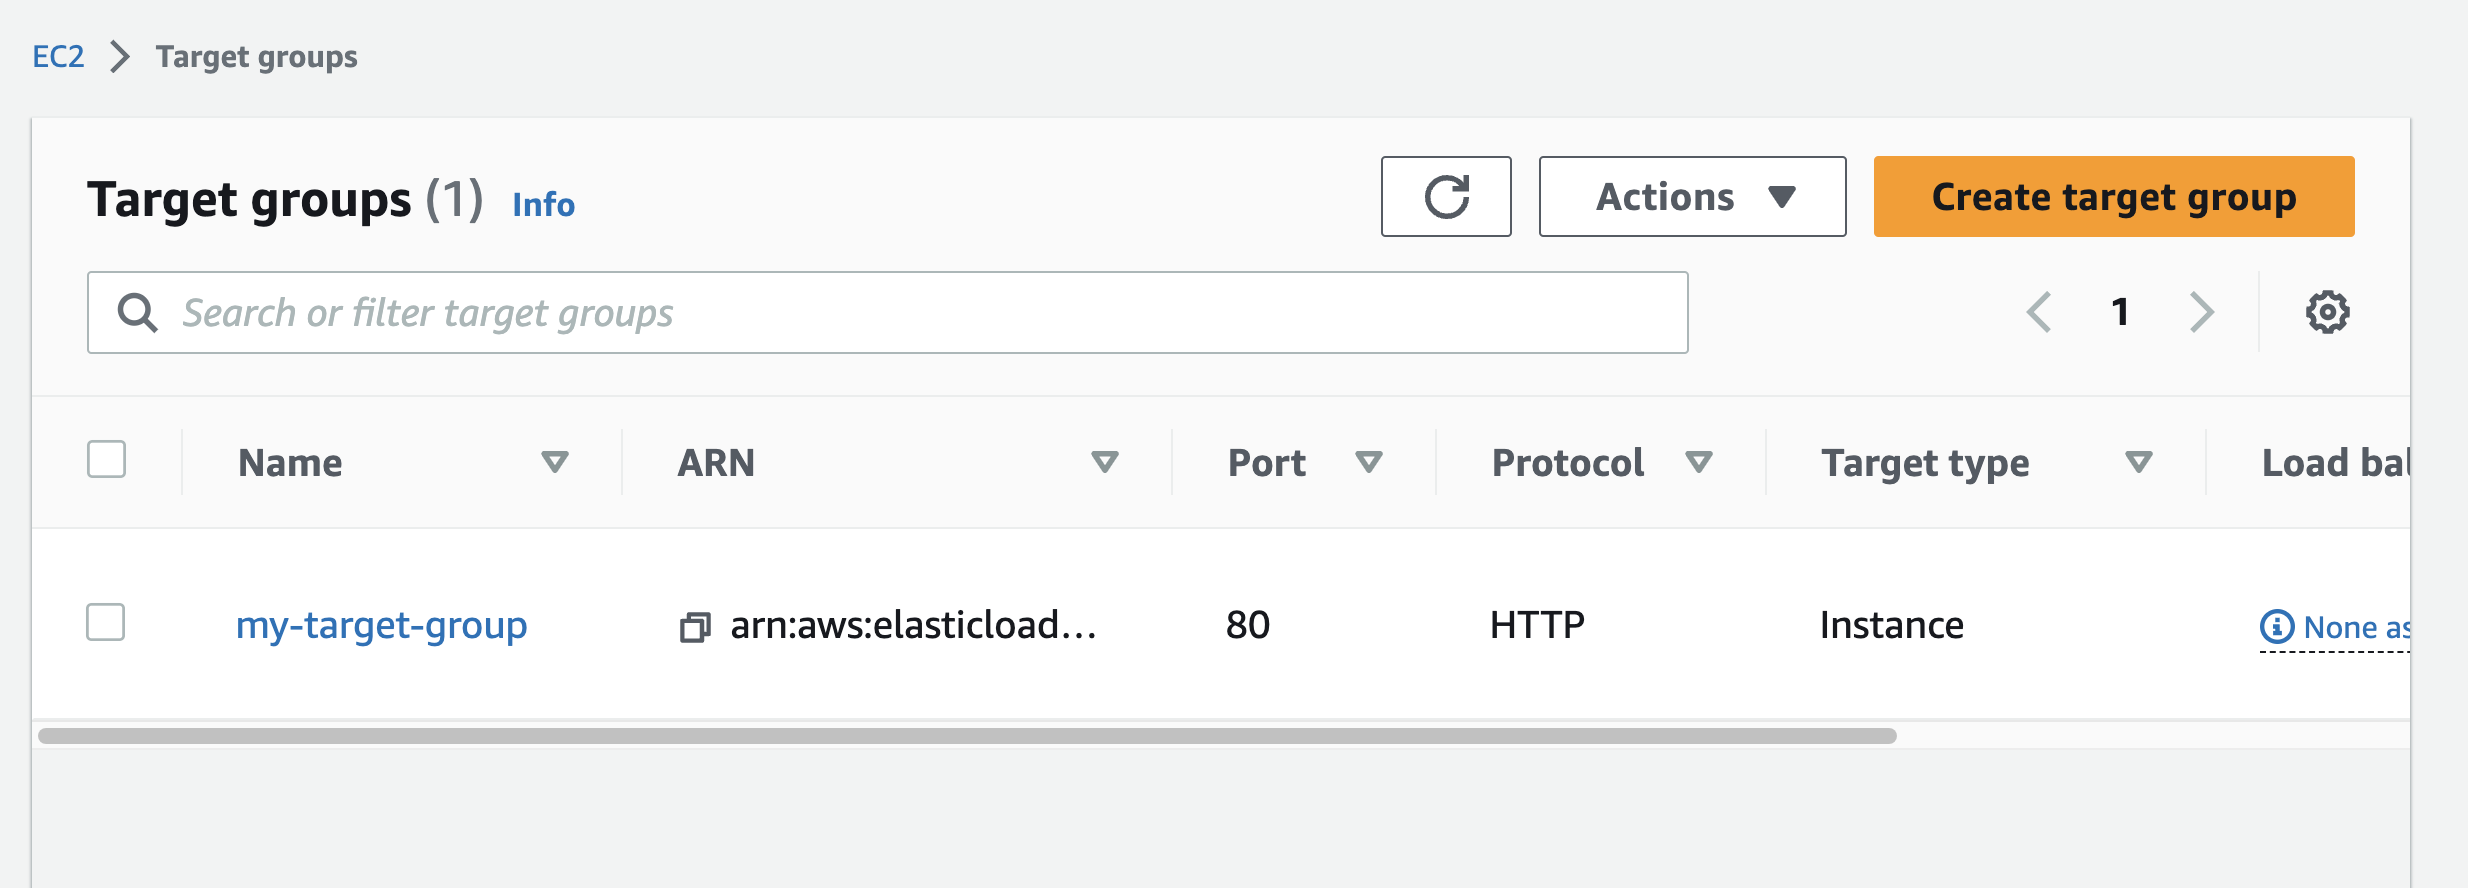 EC2 > Target groups
Target groups (1) Info
Actions
Create target group
Search or filter target groups
1
Name ARN Port Protocol Target type Load bal
my-target-group arn:aws:elasticload... 80 HTTP Instance None as